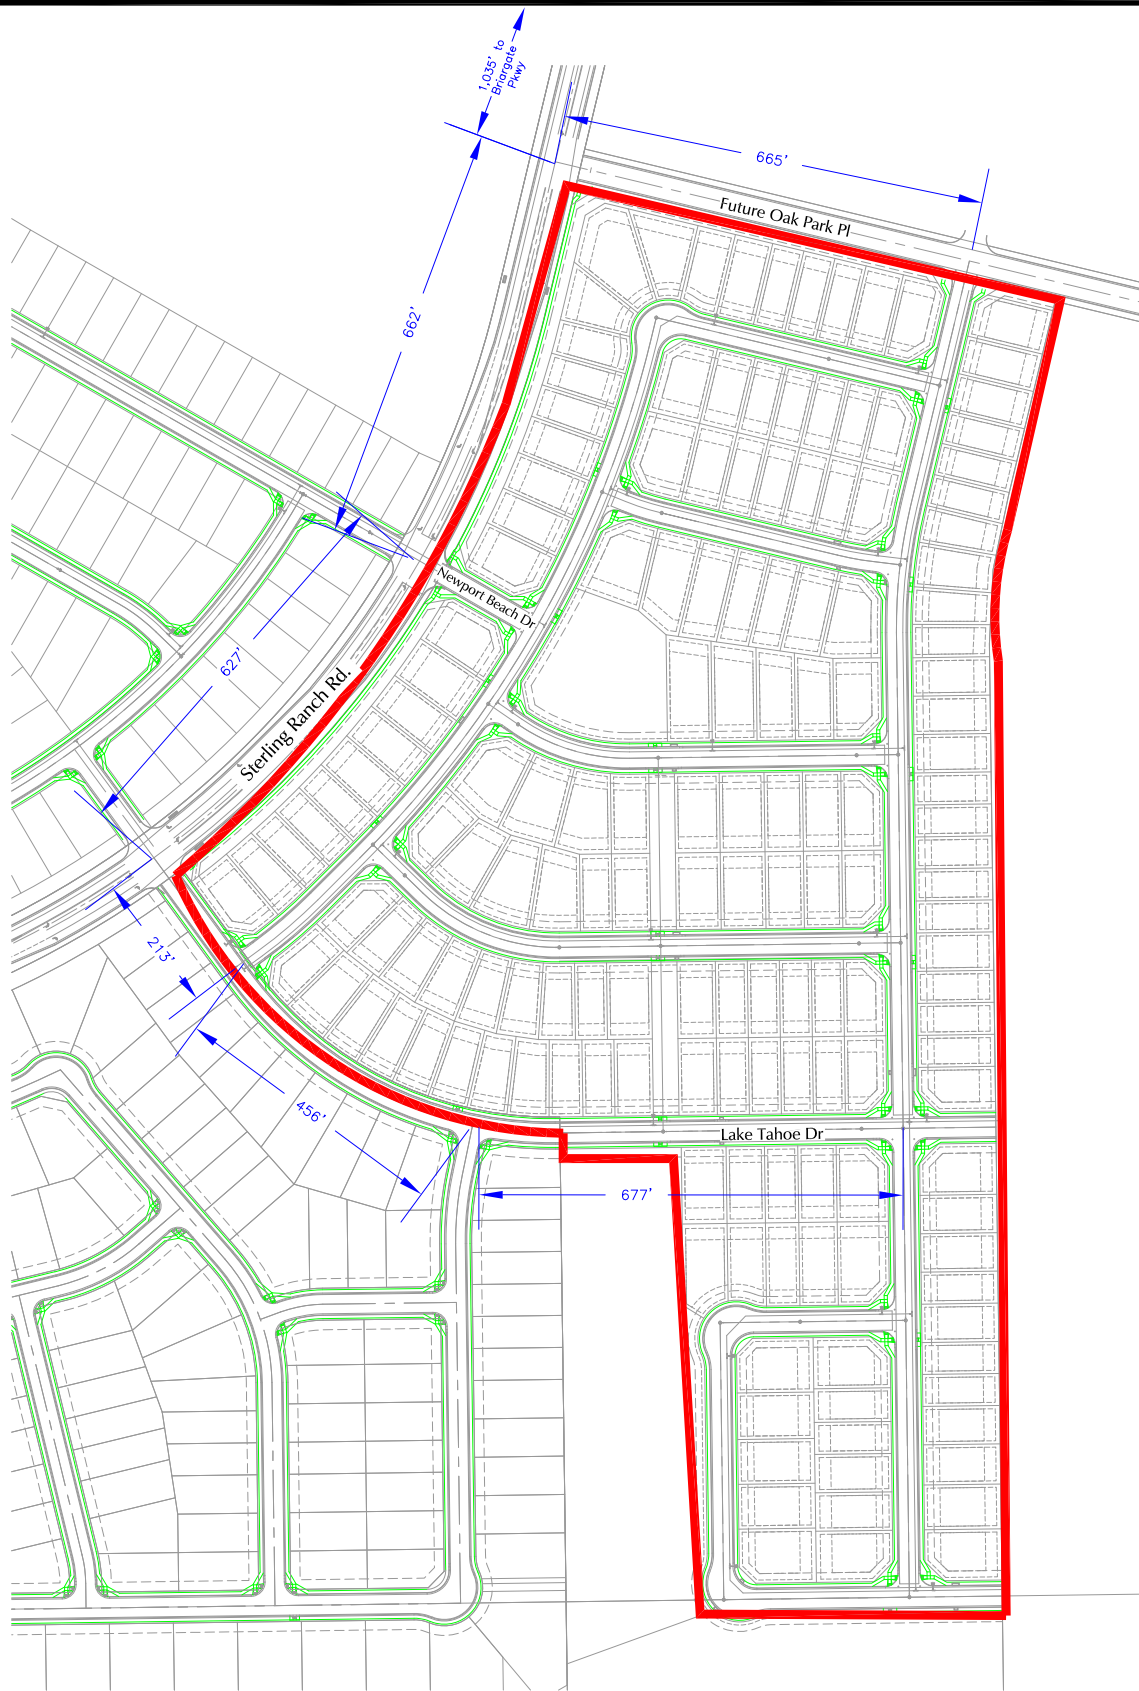 1,035' to
Briargate
Pkwy
665'
Future Oak Park Pl
662'
Newport Beach Dr
627'
Sterling Ranch Rd.
213'
456'
Lake Tahoe Dr
677'